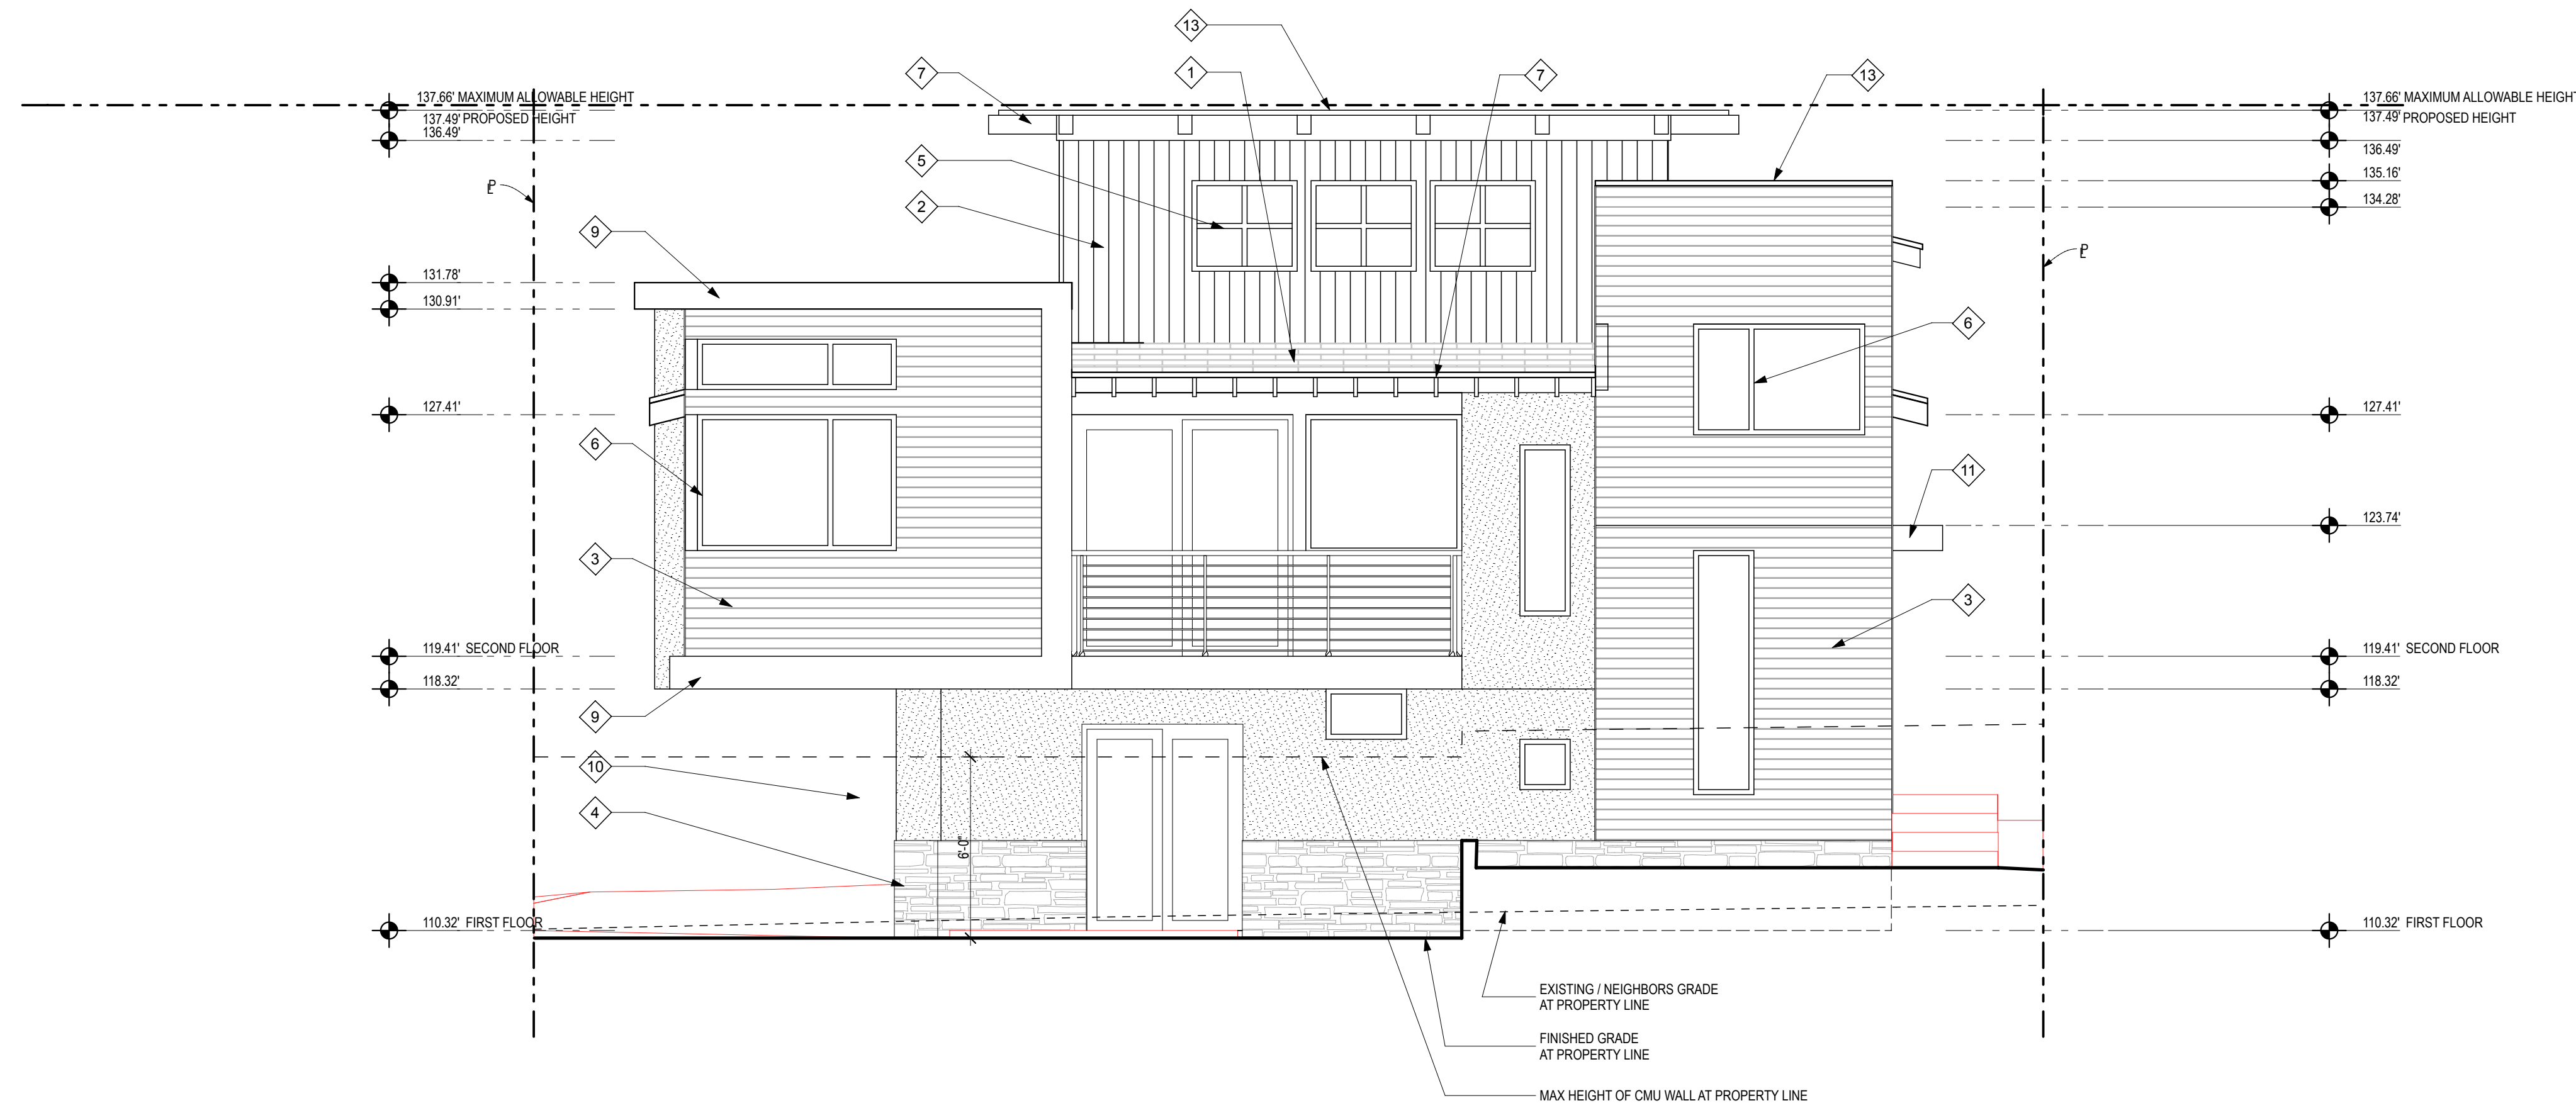 13
7
1
7
13
137.66' MAXIMUM ALLOWABLE HEIGHT
137.49' PROPOSED HEIGHT
136.49'
137.66' MAXIMUM ALLOWABLE HEIGHT
137.49' PROPOSED HEIGHT
136.49'
135.16'
134.28'
PL
5
2
9
PL
131.78'
130.91'
6
127.41'
127.41'
6
11
123.74'
3
3
119.41' SECOND FLOOR
118.32'
119.41' SECOND FLOOR
118.32'
9
10
4
6'-0"
110.32' FIRST FLOOR
110.32' FIRST FLOOR
EXISTING / NEIGHBORS GRADE
AT PROPERTY LINE
FINISHED GRADE
AT PROPERTY LINE
MAX HEIGHT OF CMU WALL AT PROPERTY LINE